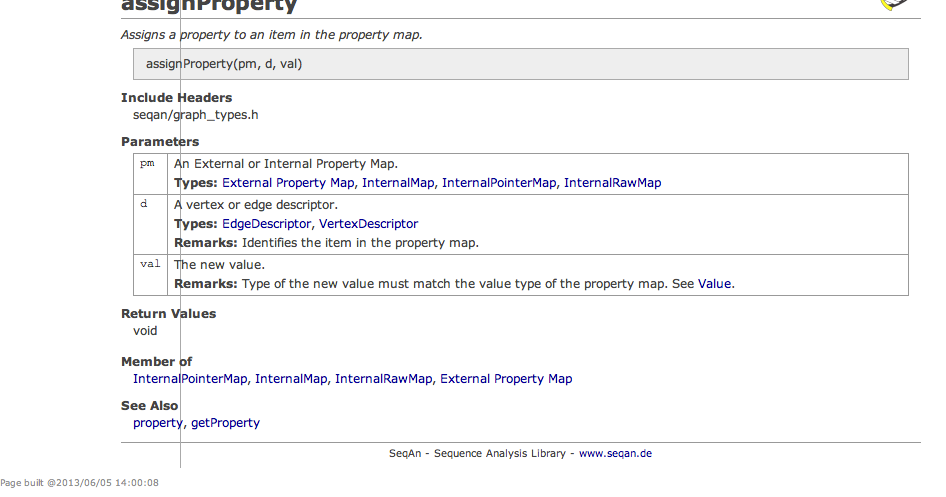 assignProperty
Assigns a property to an item in the property map.
assignProperty(pm, d, val)
Include Headers
seqan/graph_types.h
Parameters
pm An External or Internal Property Map.
Types: External Property Map, InternalMap, InternalPointerMap, InternalRawMap
d A vertex or edge descriptor.
Types: EdgeDescriptor, VertexDescriptor
Remarks: Identifies the item in the property map.
val The new value.
Remarks: Type of the new value must match the value type of the property map. See Value.
Return Values
void
Member of
InternalPointerMap, InternalMap, InternalRawMap, External Property Map
See Also
property, getProperty
SeqAn - Sequence Analysis Library - www.seqan.de
Page built @2013/06/05 14:00:08